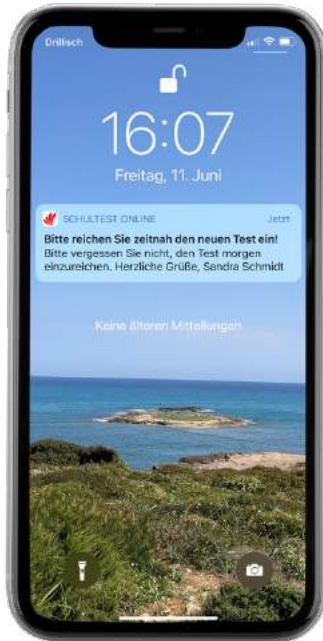 Drillisch
16:07
Freitag, 11. Juni
SCHULTEST ONLINE Jetzt
Bitte reichen Sie zeitnah den neuen Test ein!
Bitte vergessen Sie nicht, den Test morgen
einzureichen. Herzliche Grüße, Sandra Schmidt
Keine älteren Mitteilungen